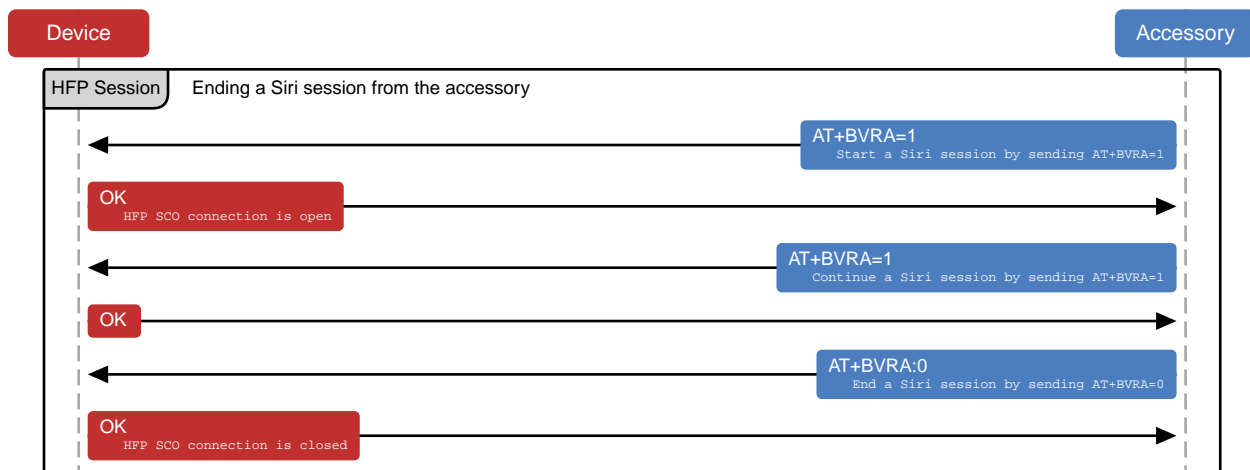 Device
Accessory
HFP Session
Ending a Siri session from the accessory
AT+BVRA=1
Start a Siri session by sending AT+BVRA=1
OK
HFP SCO connection is open
AT+BVRA=1
Continue a Siri session by sending AT+BVRA=1
OK
AT+BVRA:0
End a Siri session by sending AT+BVRA=0
OK
HFP SCO connection is closed